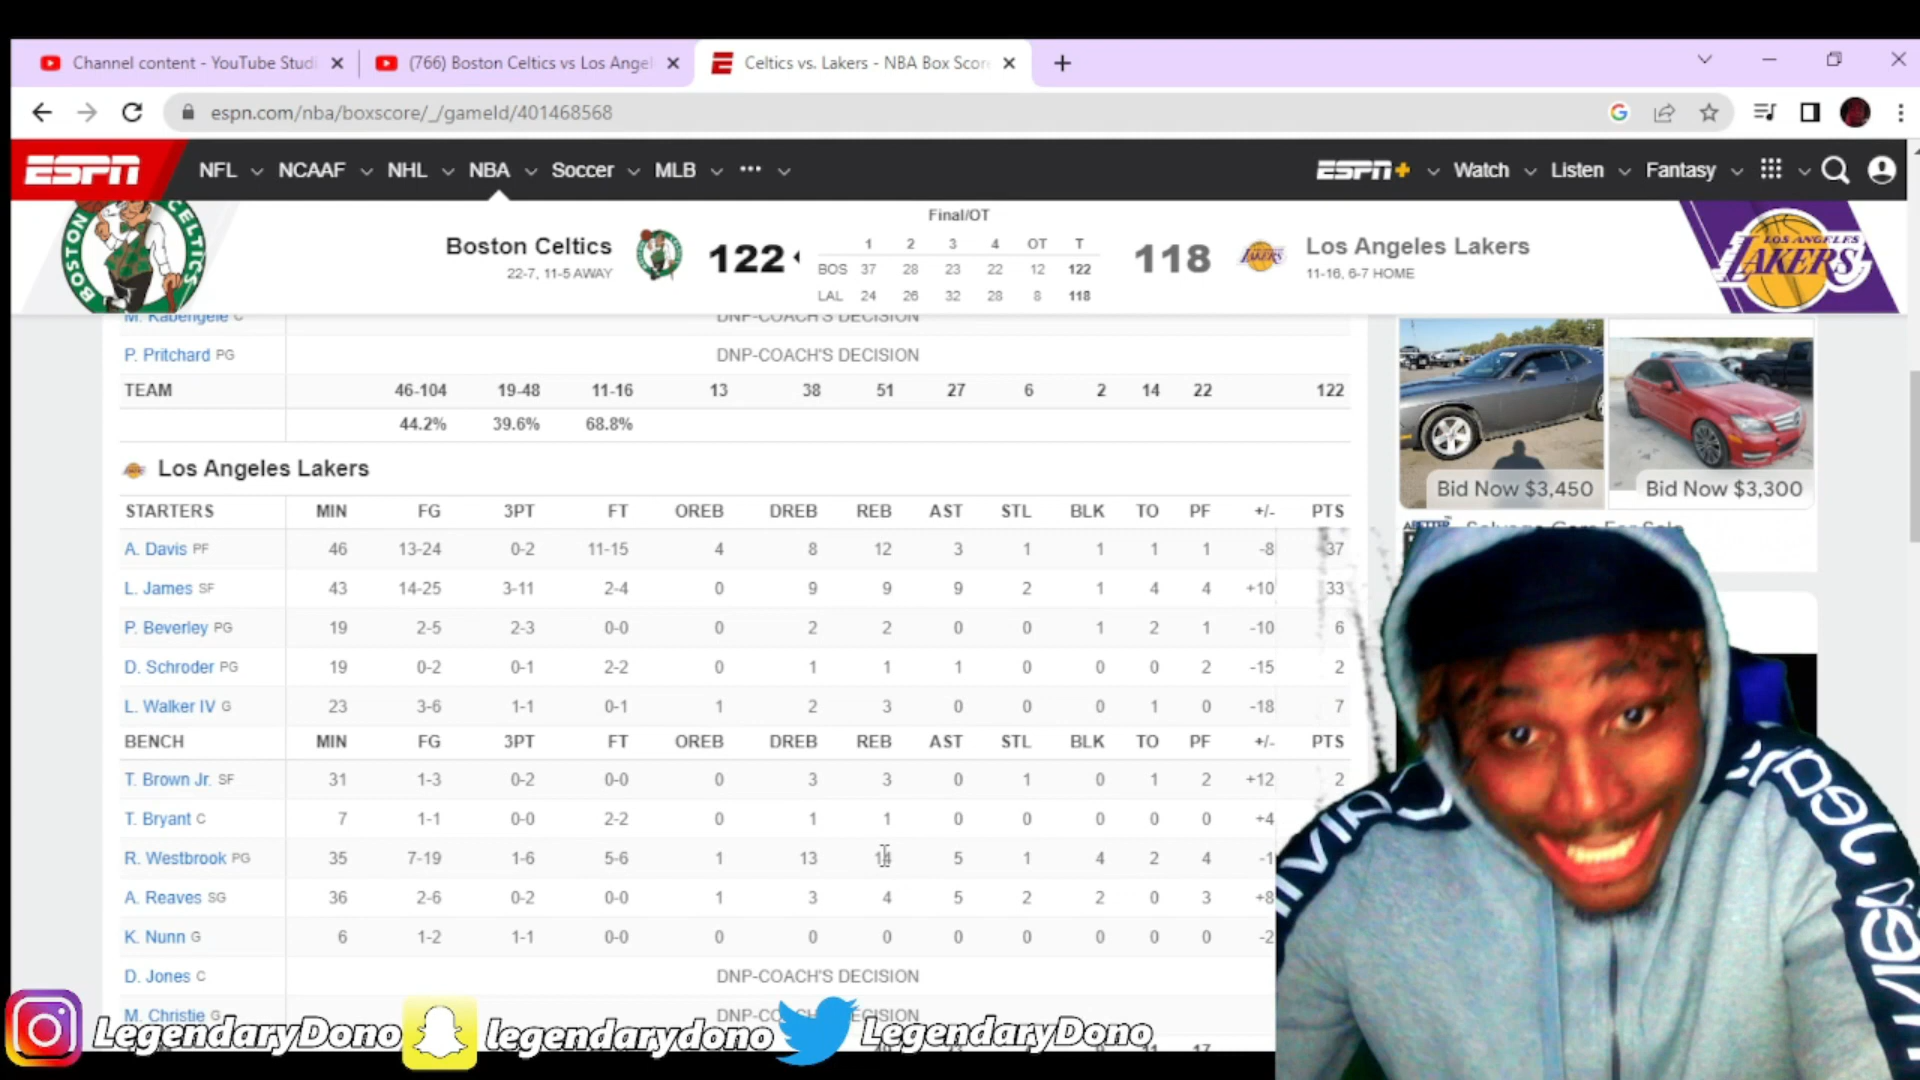 Channel content - YouTube Studi
(766) Boston Celtics vs Los Angel
Celtics vs. Lakers - NBA Box Scor
espn.com/nba/boxscore/_/gameId/401468568
ESPN NFL NCAAF NHL NBA Soccer MLB ESPN+ Watch Listen Fantasy
Final/OT
Boston Celtics 122 118 Los Angeles Lakers
22-7, 11-5 AWAY 11-16, 6-7 HOME
1 2 3 4 OT T
BOS 37 28 23 22 12 122
LAL 24 26 32 28 8 118
BOSTON CELTICS
LOS ANGELES LAKERS
M. Kabengele C DNP-COACH'S DECISION
P. Pritchard PG DNP-COACH'S DECISION
TEAM 46-104 19-48 11-16 13 38 51 27 6 2 14 22 122
44.2% 39.6% 68.8%
Bid Now $3,450 Bid Now $3,300
Los Angeles Lakers
STARTERS MIN FG 3PT FT OREB DREB REB AST STL BLK TO PF +/- PTS
A. Davis PF 46 13-24 0-2 11-15 4 8 12 3 1 1 1 1 -8 37
L. James SF 43 14-25 3-11 2-4 0 9 9 9 2 1 4 4 +10 33
P. Beverley PG 19 2-5 2-3 0-0 0 2 2 0 0 1 2 1 -10 6
D. Schroder PG 19 0-2 0-1 2-2 0 1 1 1 0 0 0 2 -15 2
L. Walker IV G 23 3-6 1-1 0-1 1 2 3 0 0 0 1 0 -18 7
BENCH MIN FG 3PT FT OREB DREB REB AST STL BLK TO PF +/- PTS
T. Brown Jr. SF 31 1-3 0-2 0-0 0 3 3 0 1 0 1 2 +12 2
T. Bryant C 7 1-1 0-0 2-2 0 1 1 0 0 0 0 0 +4
R. Westbrook PG 35 7-19 1-6 5-6 1 13 14 5 1 4 2 4 -1
A. Reaves SG 36 2-6 0-2 0-0 1 3 4 5 2 2 0 3 +8
K. Nunn G 6 1-2 1-1 0-0 0 0 0 0 0 0 0 0 -2
D. Jones C DNP-COACH'S DECISION
M. Christie G DNP-COACH'S DECISION
LegendaryDono legendarydono LegendaryDono